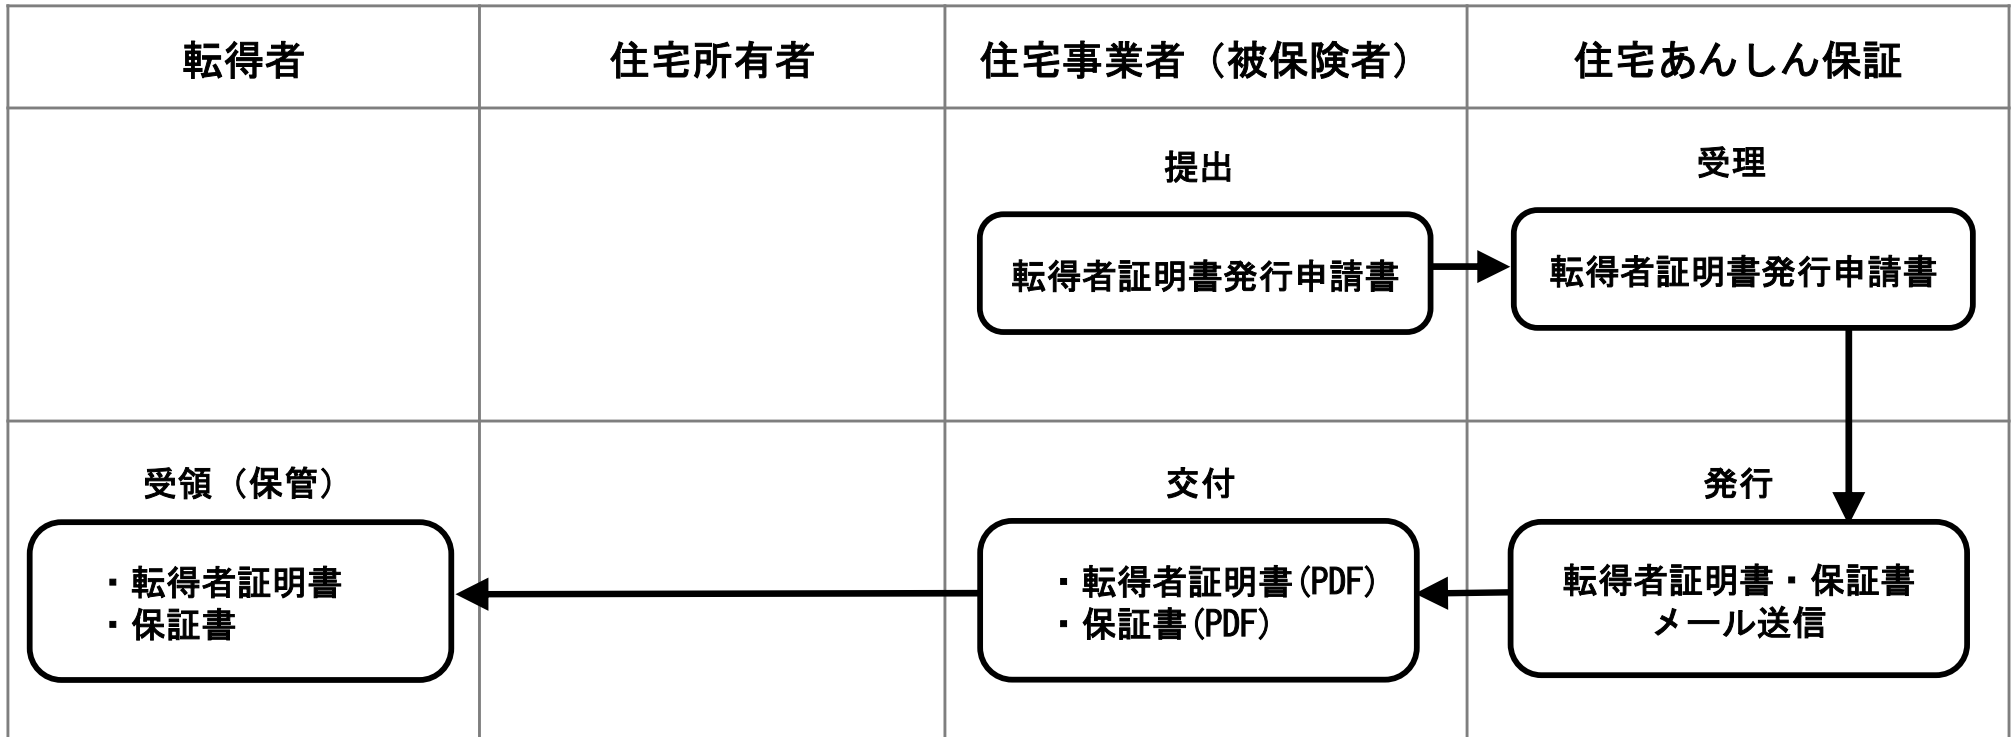 転得者
住宅所有者
住宅事業者（被保険者）
住宅あんしん保証
提出
受理
転得者証明書発行申請書
転得者証明書発行申請書
受領（保管）
交付
発行
・転得者証明書
・保証書
・転得者証明書(PDF)
・保証書(PDF)
転得者証明書・保証書
メール送信